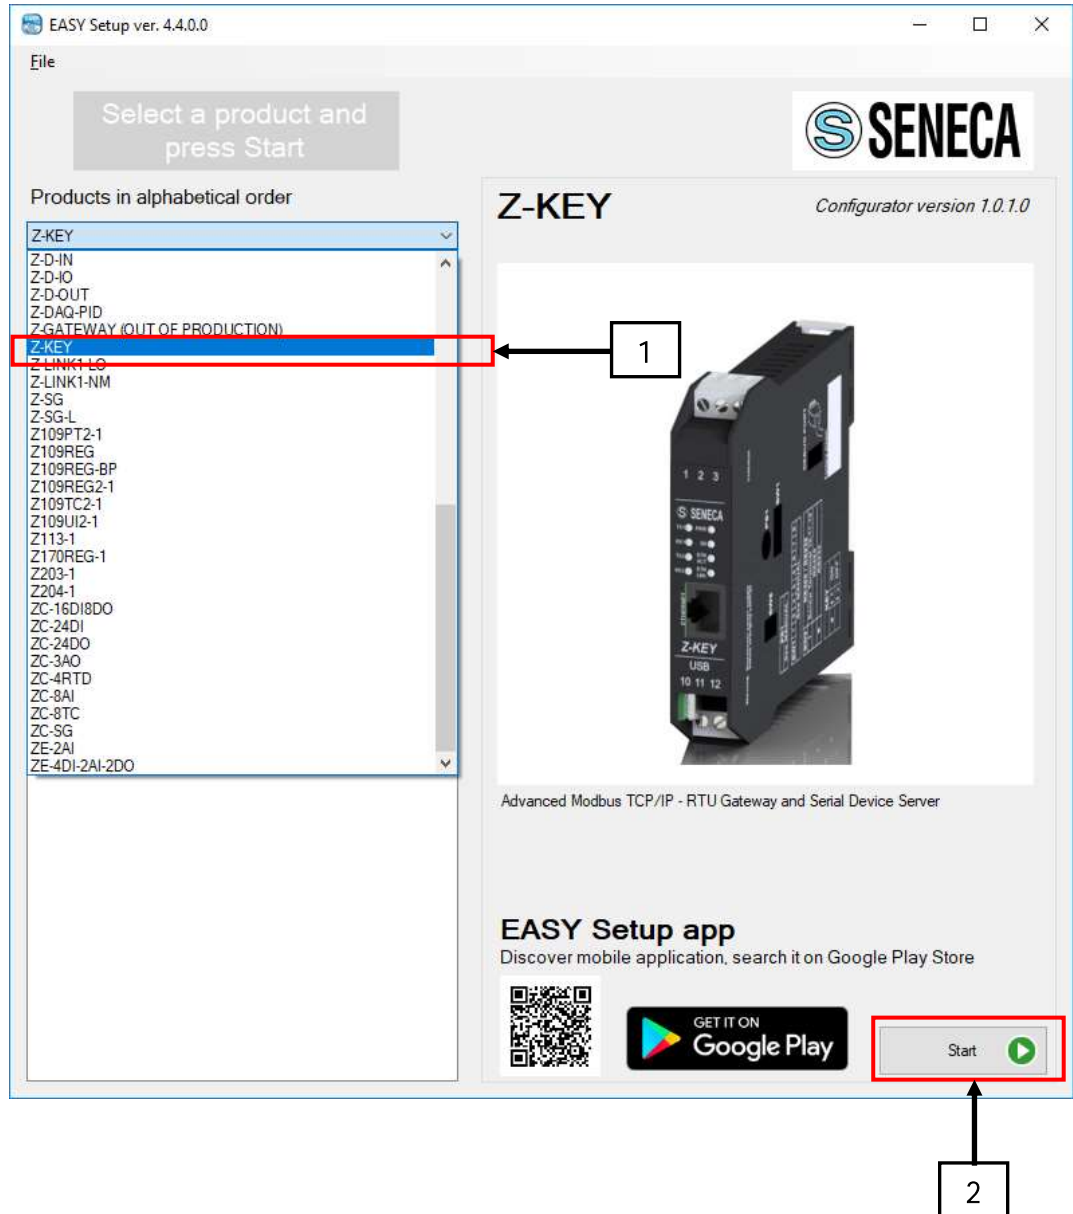 EASY Setup ver. 4.4.0.0
File
Select a product and
press Start
SENECA
Products in alphabetical order
Z-KEY
Configurator version 1.0.1.0
Z-KEY
Z-D-IN
Z-D-IO
Z-D-OUT
Z-DAQ-PID
Z-GATEWAY (OUT OF PRODUCTION)
Z-KEY
Z-LINK1-LO
Z-LINK1-NM
Z-SG
Z-SG-L
Z109PT2-1
Z109REG
Z109REG-BP
Z109REG2-1
Z109TC2-1
Z109UI2-1
Z113-1
Z170REG-1
Z203-1
Z204-1
ZC-16DI8DO
ZC-24DI
ZC-24DO
ZC-3AO
ZC-4RTD
ZC-8AI
ZC-8TC
ZC-SG
ZE-2AI
ZE-4DI-2AI-2DO
1
1 2 3
SENECA
Ethernet
Z-KEY
USB
10 11 12
Advanced Modbus TCP/IP - RTU Gateway and Serial Device Server
EASY Setup app
Discover mobile application, search it on Google Play Store
GET IT ON
Google Play
Start
2